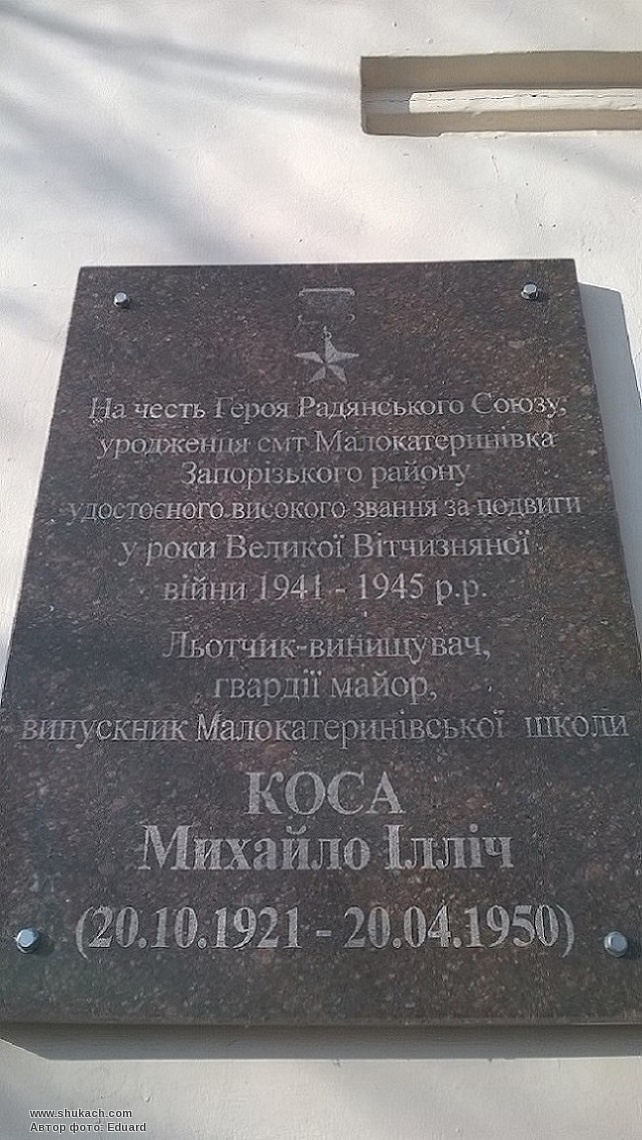 На честь Героя Радянського Союзу,
уродження смт Малокатеринівка
Запорізького району
удостоєного високого звання за подвиги
у роки Великої Вітчизняної
війни 1941 - 1945 р.р.
Льотчик-винищувач,
гвардії майор,
випускник Малокатеринівської школи
КОСА
Михайло Ілліч
(20.10.1921 - 20.04.1950)
www.shukach.com
Автор фото: Eduard